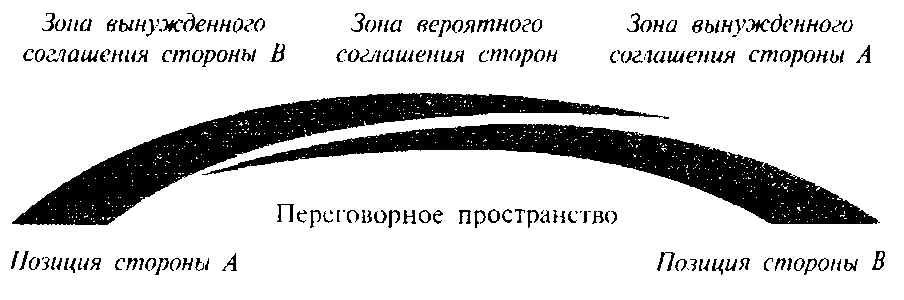 Зона вынужденного
соглашения стороны В
Зона вероятного
соглашения сторон
Зона вынужденного
соглашения стороны А
Переговорное пространство
Позиция стороны А
Позиция стороны В